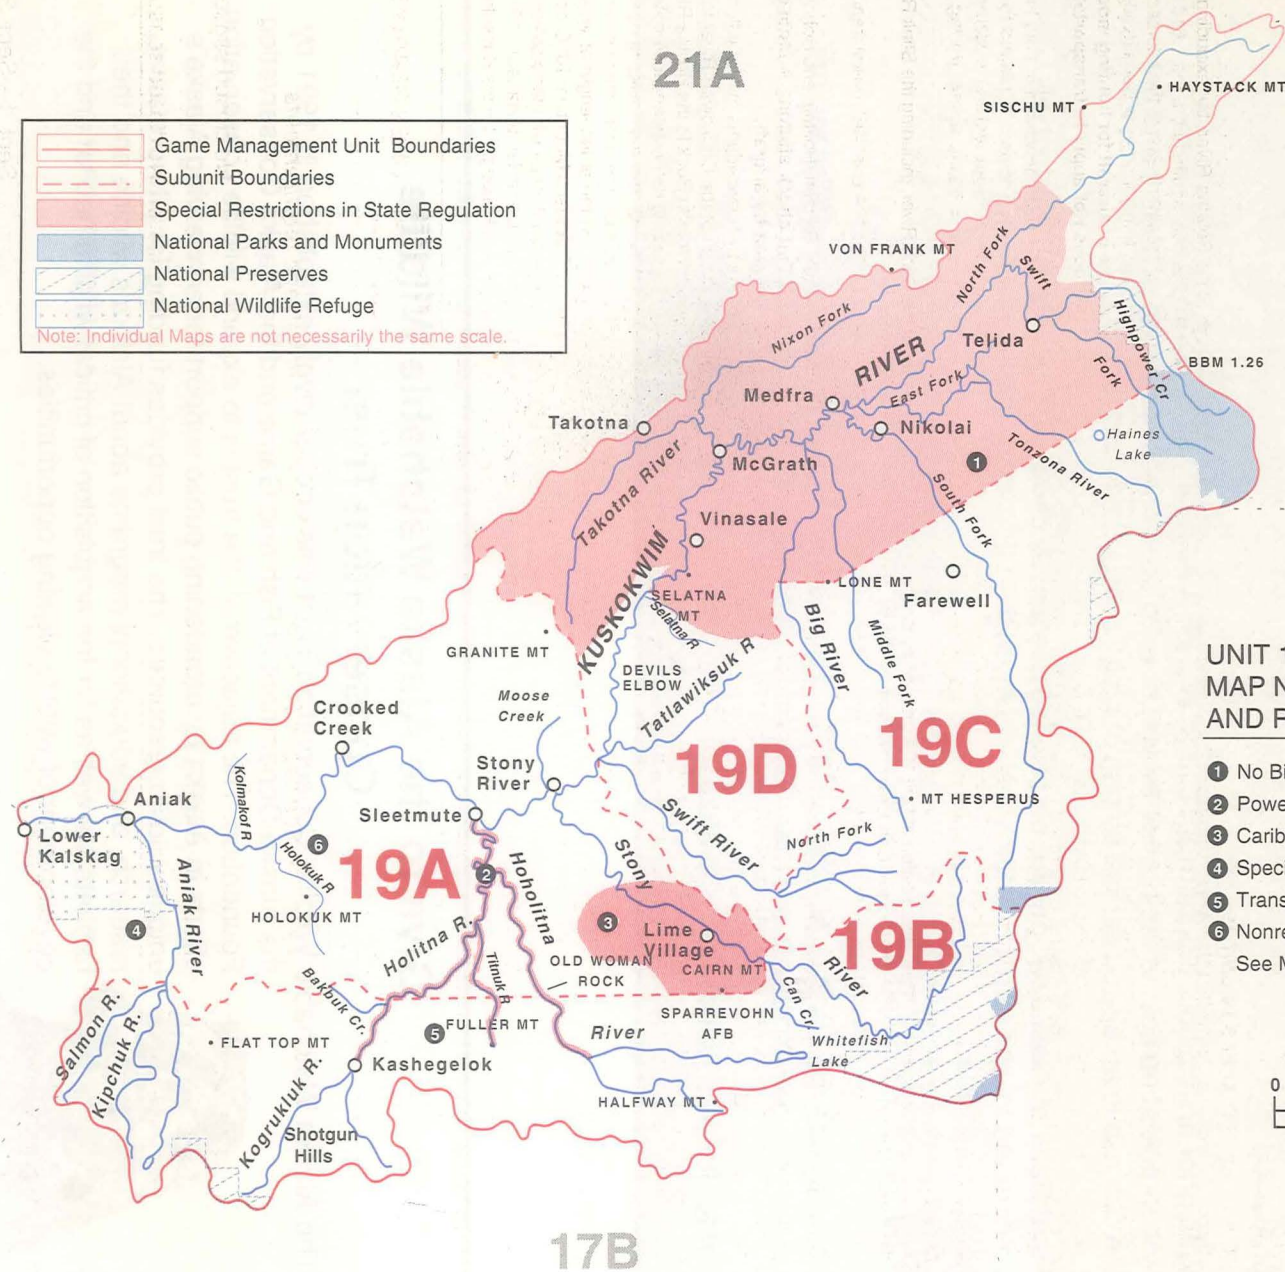 21A
HAYSTACK MT
SISCHU MT
Game Management Unit Boundaries
Subunit Boundaries
Special Restrictions in State Regulation
National Parks and Monuments
National Preserves
National Wildlife Refuge
Note: Individual Maps are not necessarily the same scale.
VON FRANK MT
North Fork
Swift
Fork
Nixon Fork
Highpower Cr
Telida
RIVER
BBM 1.26
Medfra
East Fork
Takotna
Nikolai
Haines
Lake
McGrath
1
Tonzona River
Takotna River
South Fork
Vinasale
KUSKOKWIM
LONE MT
Farewell
SELATNA
MT
Selatna R
GRANITE MT
DEVILS
ELBOW
Big River
Middle Fork
Tatlawiksuk R
Moose
Creek
Crooked
Creek
19D
19C
UNIT 1
MAP N
AND R
Stony
River
Kolmakof R
1 No Bi
MT HESPERUS
Aniak
2 Powe
Sleetmute
Lower
Kalskag
Swift River
North Fork
3 Carib
6
Holokuk R
19A
2
Stony
4 Speci
Aniak River
Hoholitna
HOLOKUK MT
5 Trans
4
3
Lime
Village
19B
6 Nonre
Holitna R.
OLD WOMAN
ROCK
CAIRN MT
See M
Tilnuk R
River
Bakbuk Cr.
Can Cr
Salmon R.
Kipchuk R.
SPARREVOHN
AFB
5
FULLER MT
River
FLAT TOP MT
Whitefish
Lake
Kashegelok
Kogrukluk R.
HALFWAY MT
0
Shotgun
Hills
17B